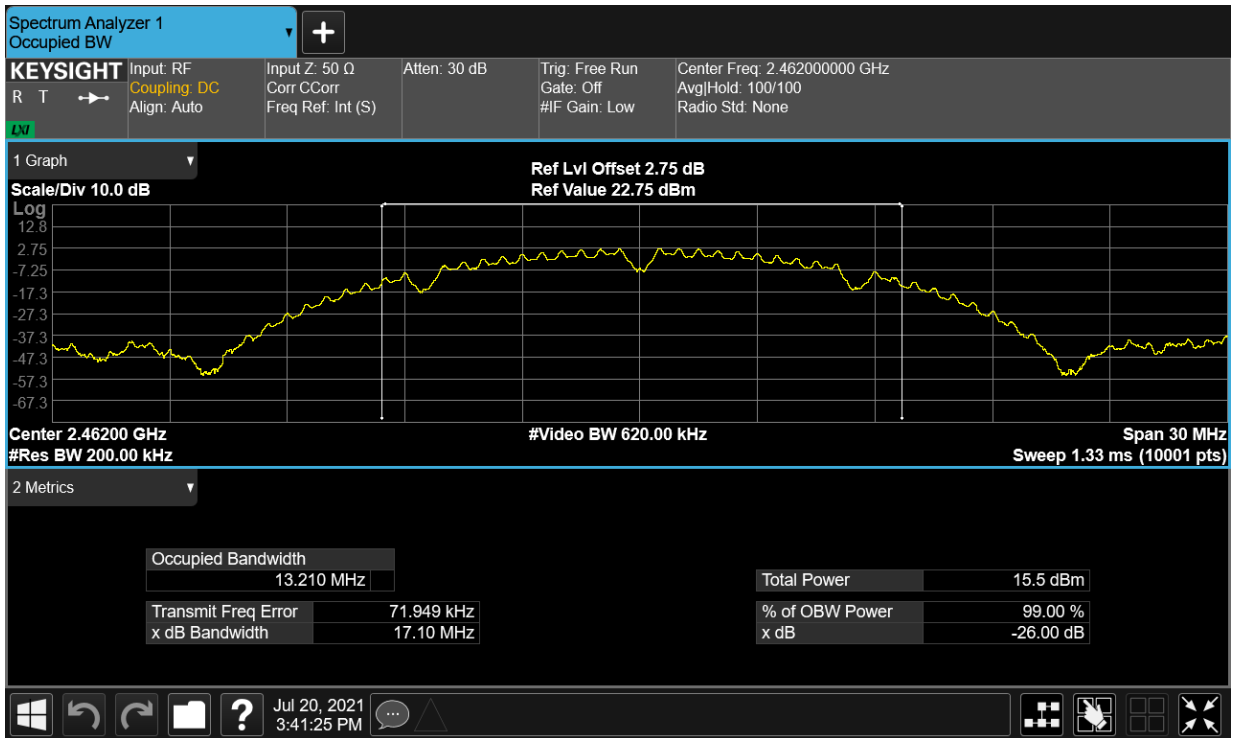 Spectrum Analyzer 1
Occupied BW
KEYSIGHT
R T
LXI
Input: RF
Coupling: DC
Align: Auto
Input Z: 50 Ω
Corr CCorr
Freq Ref: Int (S)
Atten: 30 dB
Trig: Free Run
Gate: Off
#IF Gain: Low
Center Freq: 2.462000000 GHz
Avg|Hold: 100/100
Radio Std: None
1 Graph
Scale/Div 10.0 dB
Ref Lvl Offset 2.75 dB
Ref Value 22.75 dBm
Log
12.8
2.75
-7.25
-17.3
-27.3
-37.3
-47.3
-57.3
-67.3
Center 2.46200 GHz
#Video BW 620.00 kHz
Span 30 MHz
#Res BW 200.00 kHz
Sweep 1.33 ms (10001 pts)
2 Metrics
Occupied Bandwidth
13.210 MHz
Total Power 15.5 dBm
Transmit Freq Error 71.949 kHz
% of OBW Power 99.00 %
x dB Bandwidth 17.10 MHz
x dB -26.00 dB
?
Jul 20, 2021
3:41:25 PM